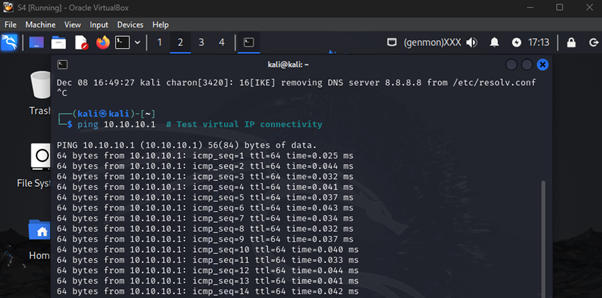 S4 [Running] - Oracle VirtualBox
File Machine View Input Devices Help
1 2 3 4 (genmon)XXX 17:13
kali@kali: ~
Dec 08 16:49:27 kali charon[3420]: 16[IKE] removing DNS server 8.8.8.8 from /etc/resolv.conf
^C
┌──(kali㉿kali)-[~]
└─$ ping 10.10.10.1 # Test virtual IP connectivity
PING 10.10.10.1 (10.10.10.1) 56(84) bytes of data.
64 bytes from 10.10.10.1: icmp_seq=1 ttl=64 time=0.025 ms
64 bytes from 10.10.10.1: icmp_seq=2 ttl=64 time=0.044 ms
64 bytes from 10.10.10.1: icmp_seq=3 ttl=64 time=0.032 ms
64 bytes from 10.10.10.1: icmp_seq=4 ttl=64 time=0.041 ms
64 bytes from 10.10.10.1: icmp_seq=5 ttl=64 time=0.037 ms
64 bytes from 10.10.10.1: icmp_seq=6 ttl=64 time=0.043 ms
64 bytes from 10.10.10.1: icmp_seq=7 ttl=64 time=0.034 ms
64 bytes from 10.10.10.1: icmp_seq=8 ttl=64 time=0.032 ms
64 bytes from 10.10.10.1: icmp_seq=9 ttl=64 time=0.037 ms
64 bytes from 10.10.10.1: icmp_seq=10 ttl=64 time=0.040 ms
64 bytes from 10.10.10.1: icmp_seq=11 ttl=64 time=0.033 ms
64 bytes from 10.10.10.1: icmp_seq=12 ttl=64 time=0.044 ms
64 bytes from 10.10.10.1: icmp_seq=13 ttl=64 time=0.041 ms
64 bytes from 10.10.10.1: icmp_seq=14 ttl=64 time=0.042 ms
Trash
File Sys
Home